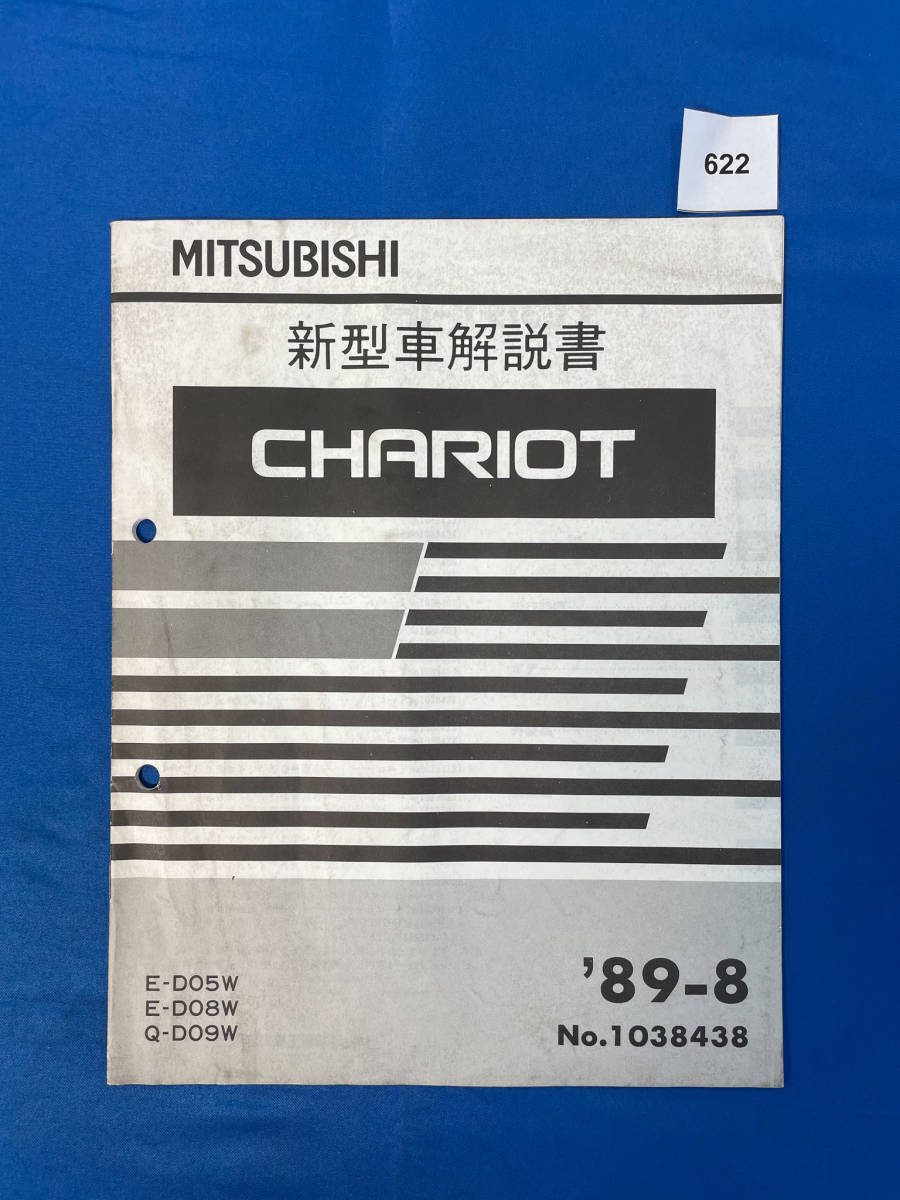 622
MITSUBISHI
新型車解説書
CHARIOT
E-D05W
E-D08W
Q-D09W
'89-8
No.1038438